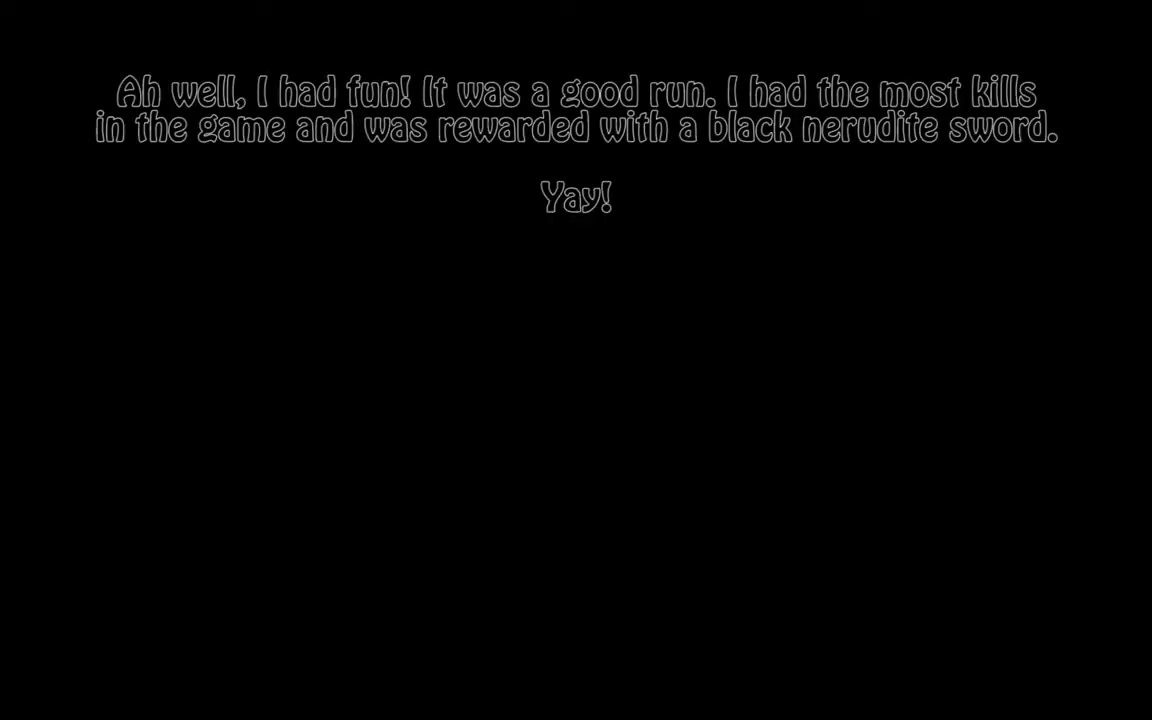 Ah well, I had fun! It was a good run. I had the most kills
in the game and was rewarded with a black nerudite sword.
Yay!